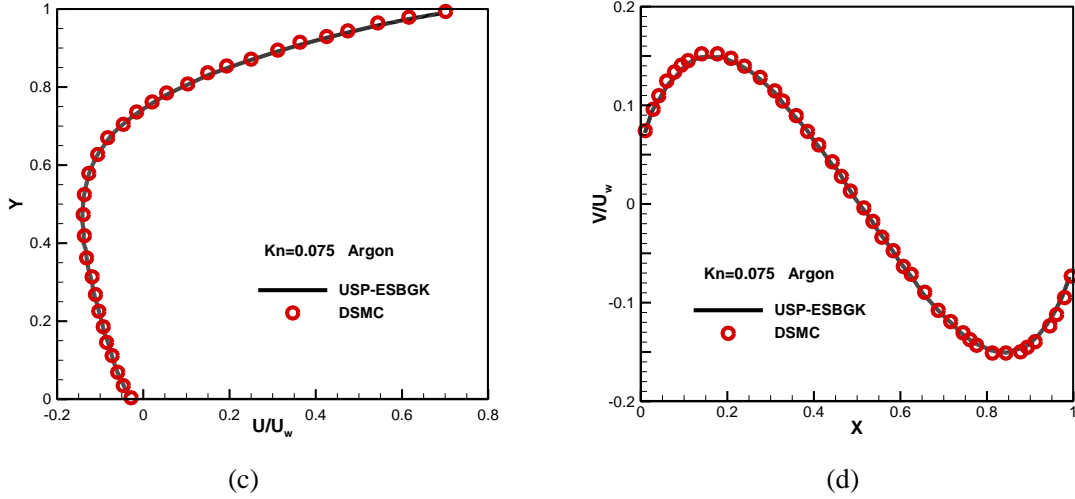 1
0.8
0.6
0.4
0.2
0
Y
-0.2 0 0.2 0.4 0.6 0.8
U/Uw
Kn=0.075 Argon
USP-ESBGK
DSMC
(c)
0.2
0.1
0
-0.1
-0.2
V/Uw
0 0.2 0.4 0.6 0.8 1
X
Kn=0.075 Argon
USP-ESBGK
DSMC
(d)